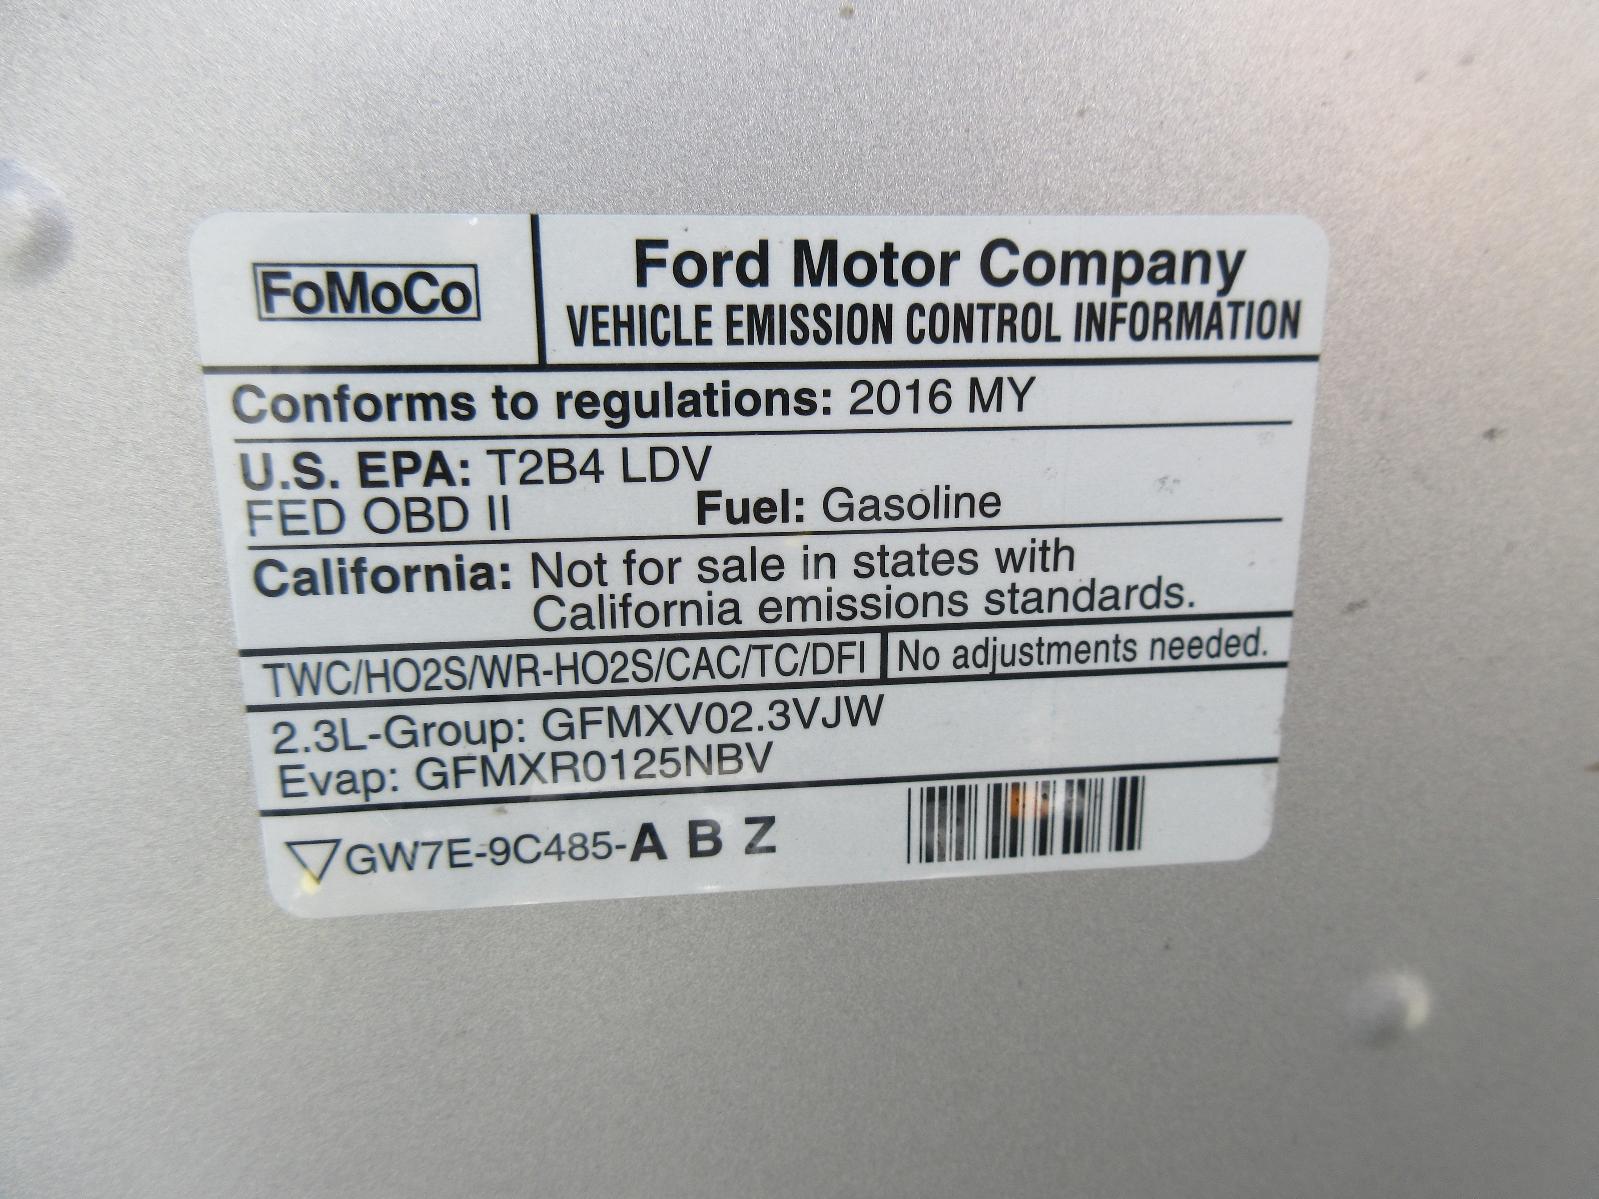 FoMoCo
Ford Motor Company
VEHICLE EMISSION CONTROL INFORMATION
Conforms to regulations: 2016 MY
U.S. EPA: T2B4 LDV
FED OBD II Fuel: Gasoline
California: Not for sale in states with
California emissions standards.
TWC/HO2S/WR-HO2S/CAC/TC/DFI No adjustments needed.
2.3L-Group: GFMXV02.3VJW
Evap: GFMXR0125NBV
GW7E-9C485-A B Z